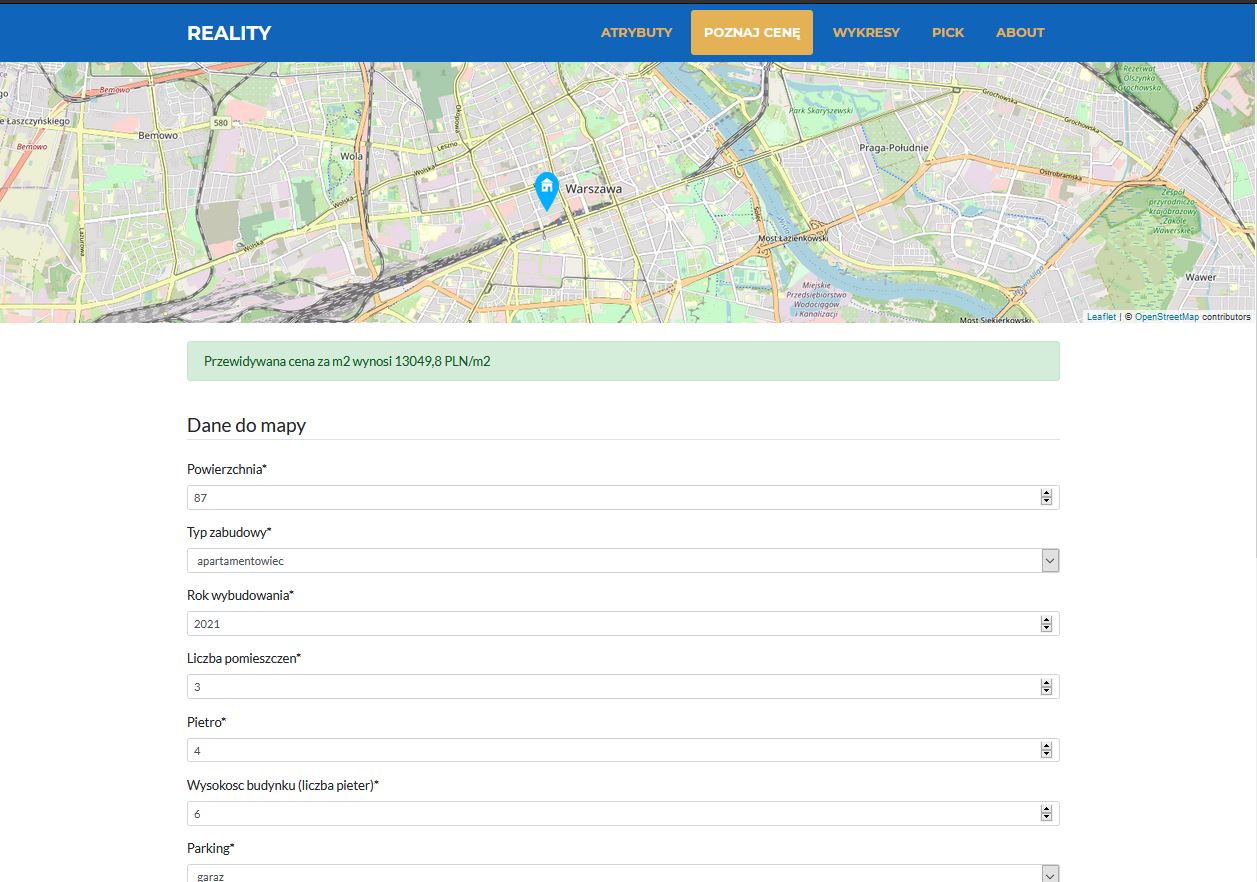 REALITY
ATRYBUTY
POZNAJ CENĘ
WYKRESY
PICK
ABOUT
Bemowo
580
e Łaszczyńskiego
Bemowo
Bemowo
Wola
Okopowa
Leszno
Wolska
Wolska
Wolska
Lazurowa
Warszawa
Park Skaryszewski
Praga-Południe
Rezerwat
Olszynka
Grochowska
Grochowska
Grochowska
Marsa
Ostrobramska
Zespół
przyrodniczo-
krajobrazowy
"Zakole
Wawerskie"
Most Łazienkowski
Wawer
Miejskie
Przedsiębiorstwo
Wodociągów
i Kanalizacji
Most Siekierkowski
Leaflet | © OpenStreetMap contributors
Przewidywana cena za m2 wynosi 13049,8 PLN/m2
Dane do mapy
Powierzchnia*
87
Typ zabudowy*
apartamentowiec
Rok wybudowania*
2021
Liczba pomieszczen*
3
Pietro*
4
Wysokosc budynku (liczba pieter)*
6
Parking*
garaz